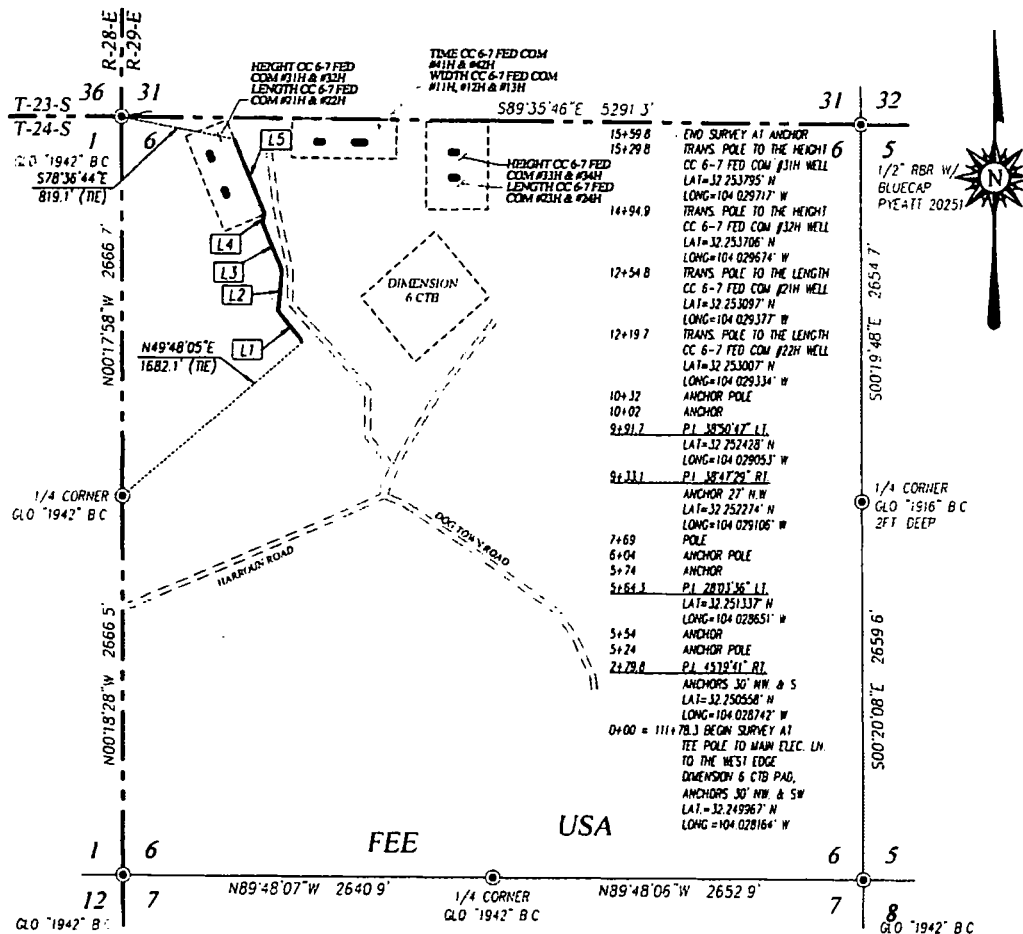 R-28-E
R-29-E
T-23-S
T-24-S
36
31
1
6
GLO "1942" B C
S78°36'44"E
819.1' (TIE)
HEIGHT CC 6-7 FED
COM #31H & #32H
LENGTH CC 6-7 FED
COM #21H & #22H
TIME CC 6-7 FED COM
#41H & #42H
WIDTH CC 6-7 FED COM
#11H, #12H & #13H
S89°35'46"E 5291 3'
31
32
6
5
1/2" RBR W/
BLUECAP
PYEATT 20251
N
L5
L4
L3
L2
L1
HEIGHT CC 6-7 FED
COM #33H & #34H
LENGTH CC 6-7 FED
COM #23H & #24H
DIMENSION
6 CTB
N49°48'05"E
1682.1' (TIE)
N00°17'58"W 2666 7'
S00°19'48"E 2654 7'
15+59.8 END SURVEY AT ANCHOR
15+29.8 TRANS. POLE TO THE HEIGHT
CC 6-7 FED COM #31H WELL
LAT=32 253795° N
LONG=104 029717° W
14+94.9 TRANS. POLE TO THE HEIGHT
CC 6-7 FED COM #32H WELL
LAT=32.253706° N
LONG=104 029674° W
12+54 8 TRANS. POLE TO THE LENGTH
CC 6-7 FED COM #21H WELL
LAT=32 253097° N
LONG=104 029377° W
12+19.7 TRANS. POLE TO THE LENGTH
CC 6-7 FED COM #22H WELL
LAT=32 253007° N
LONG=104 029334° W
10+32 ANCHOR POLE
10+02 ANCHOR
9+91.7 P.I. 38°50'47" LT.
LAT=32 252428° N
LONG=104 029053° W
9+33.1 P.I. 38°47'29" RT.
ANCHOR 27' N.W
LAT=32 252274° N
LONG=104 029106° W
7+69 POLE
6+04 ANCHOR POLE
5+74 ANCHOR
5+64.3 P.I. 28°03'36" LT.
LAT=32.251337° N
LONG=104 028651° W
5+54 ANCHOR
5+24 ANCHOR POLE
2+79.8 P.I. 45°19'41" RT.
ANCHORS 30' NW. & S
LAT=32.250558° N
LONG=104.028742° W
0+00 = 111+78.3 BEGIN SURVEY AT
TEE POLE TO MAIN ELEC. LN.
TO THE WEST EDGE
DIMENSION 6 CTB PAD,
ANCHORS 30' NW. & SW
LAT.=32.249967° N
LONG =104.028164° W
1/4 CORNER
GLO "1942" B C
1/4 CORNER
GLO "1916" B C
2FT DEEP
HARROUN ROAD
DOG TOWN ROAD
N00°18'28"W 2666 5'
S00°20'08"E 2659 6'
FEE
USA
1
6
12
7
GLO "1942" B C
N89°48'07"W 2640 9'
1/4 CORNER
GLO "1942" B C
N89°48'06"W 2652 9'
6
5
7
8
GLO "1942" B C